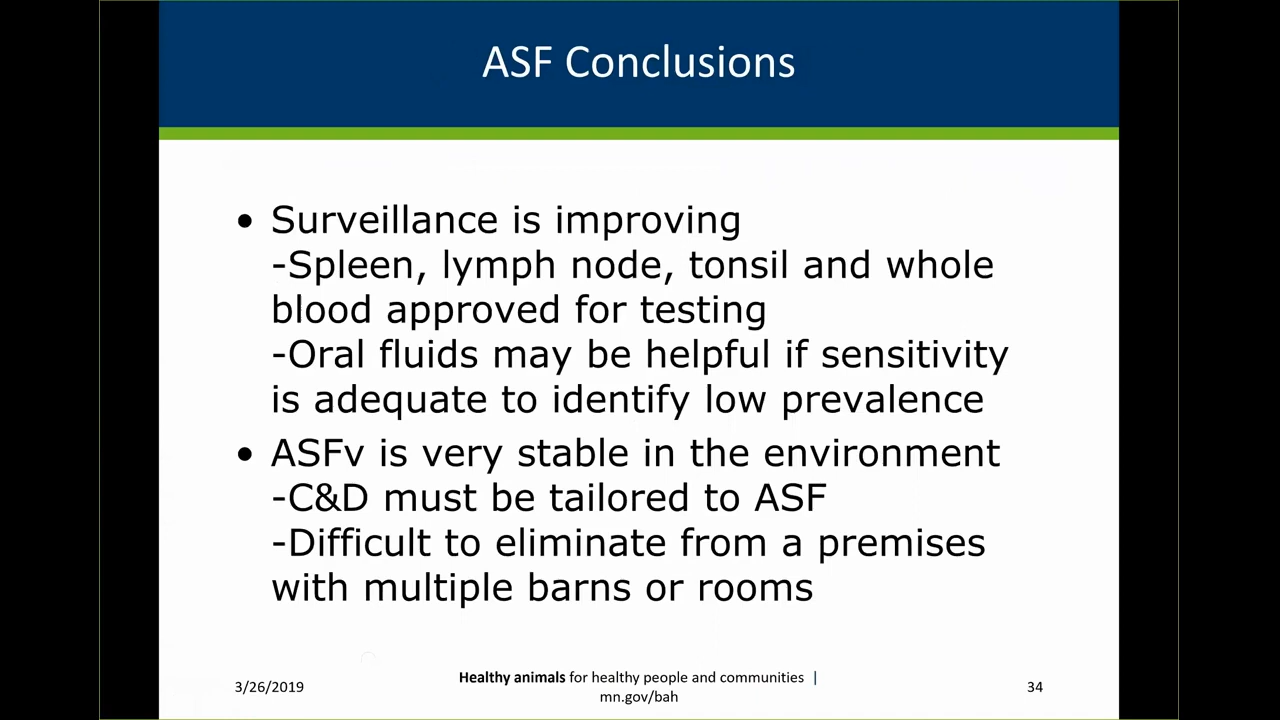 ASF Conclusions
• Surveillance is improving
-Spleen, lymph node, tonsil and whole
blood approved for testing
-Oral fluids may be helpful if sensitivity
is adequate to identify low prevalence
• ASFv is very stable in the environment
-C&D must be tailored to ASF
-Difficult to eliminate from a premises
with multiple barns or rooms
3/26/2019
Healthy animals for healthy people and communities |
mn.gov/bah
34